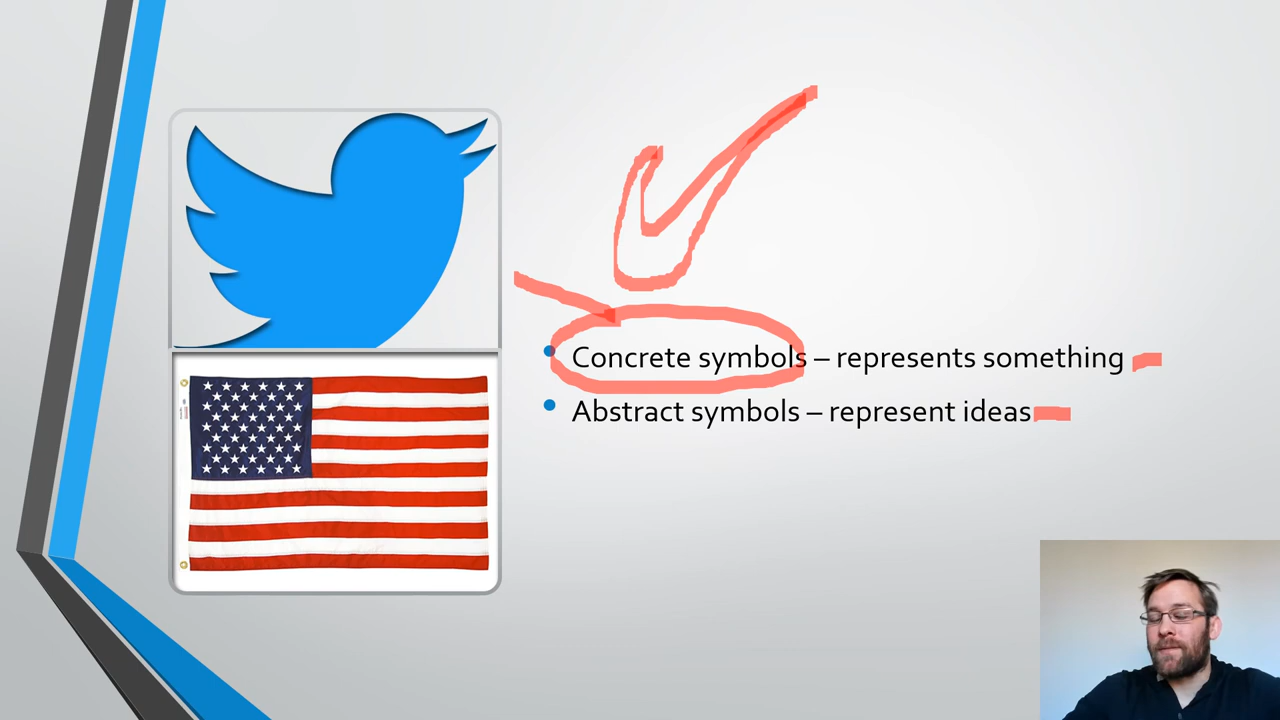 Concrete symbols – represents something
Abstract symbols – represent ideas